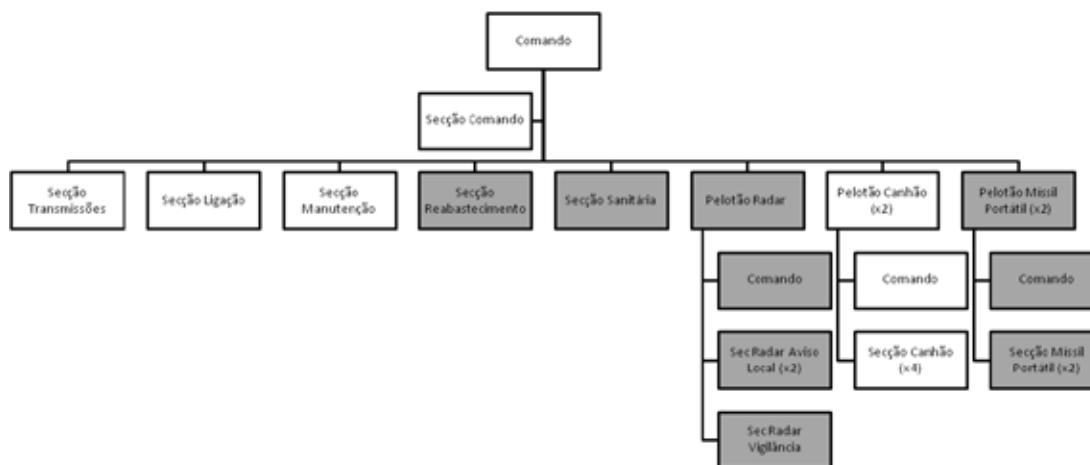 Comando
Secção Comando
Secção
Transmissões
Secção Ligação
Secção
Manutenção
Secção
Reabastecimento
Secção Sanitária
Pelotão Radar
Pelotão Canhão
(x2)
Pelotão Missil
Portátil (x2)
Comando
Comando
Comando
Sec Radar Aviso
Local (x2)
Secção Canhão
(x4)
Secção Missil
Portátil (x2)
Sec Radar
Vigilância